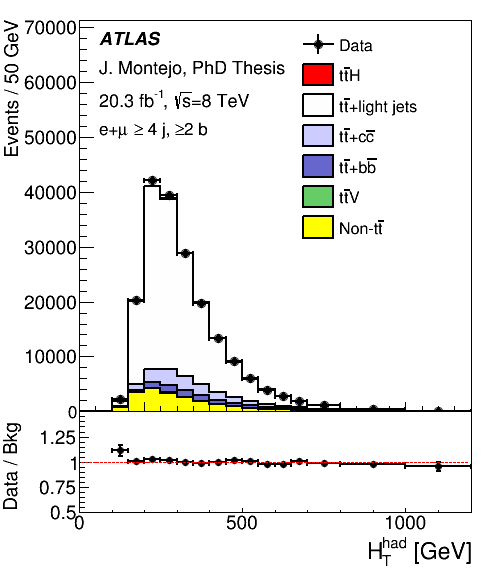 70000
60000
50000
40000
30000
20000
10000
0
Events / 50 GeV
ATLAS
J. Montejo, PhD Thesis
20.3 fb⁻¹, √s=8 TeV
e+μ ≥ 4 j, ≥2 b
Data
tt̄H
tt̄+light jets
tt̄+cc̄
tt̄+bb̄
tt̄V
Non-tt̄
Data / Bkg
1.25
1
0.75
0.5
0 500 1000
H_T^had [GeV]